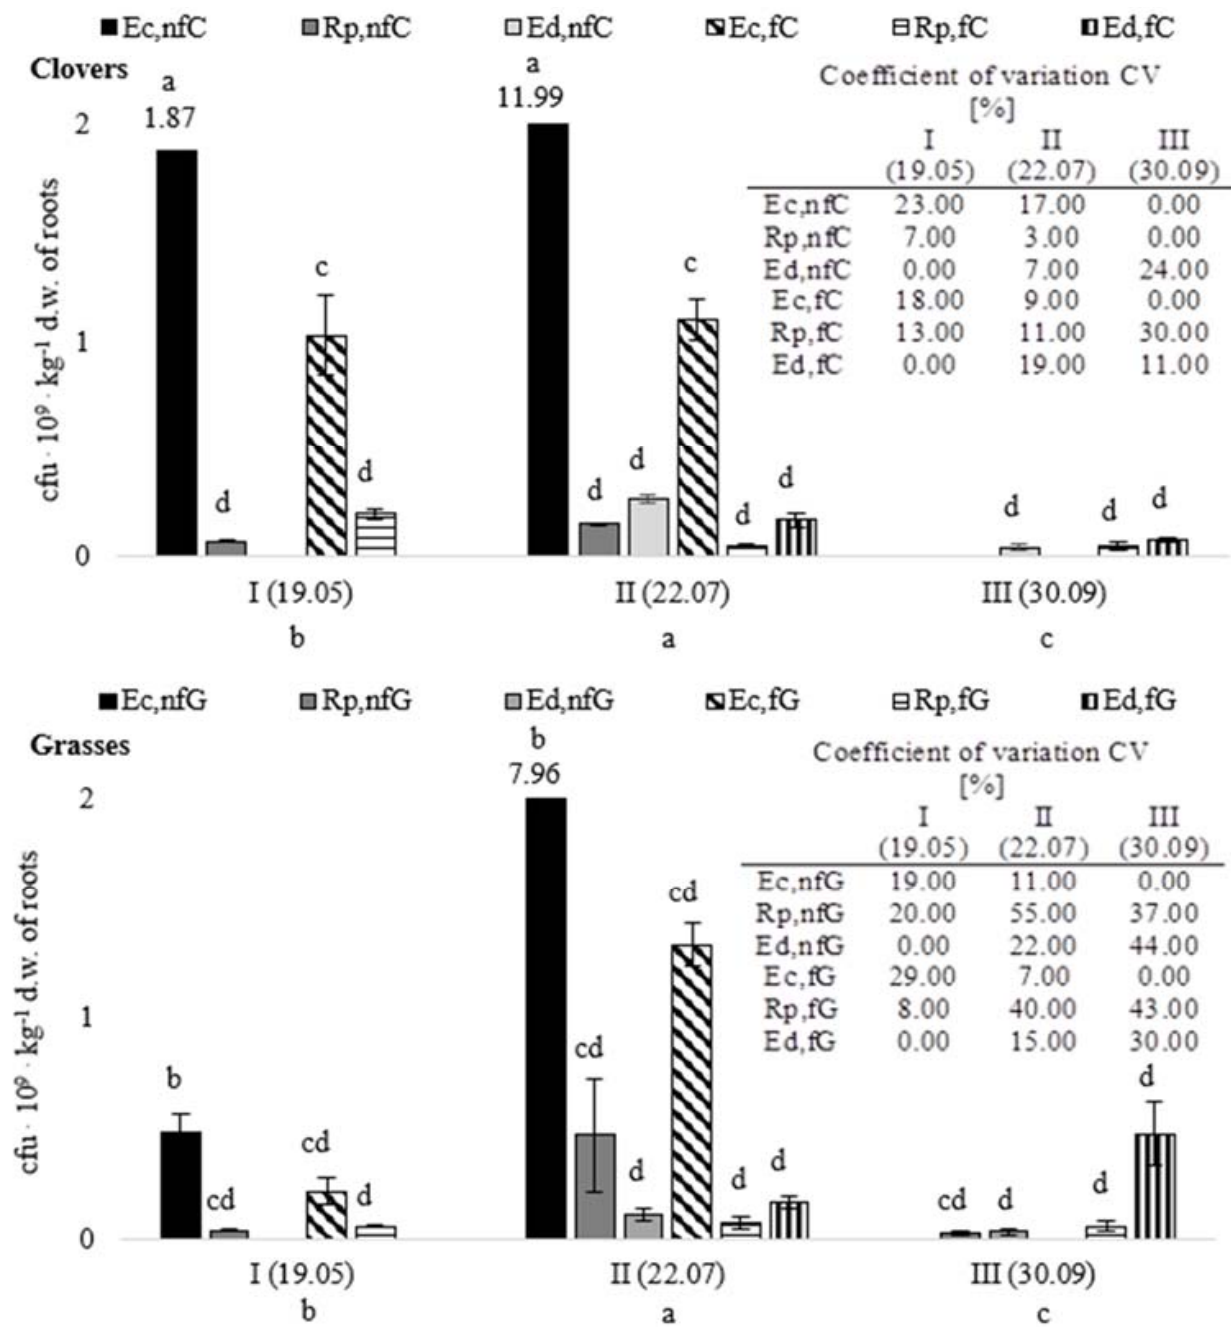 Ec,nfC Rp,nfC Ed,nfC Ec,fC Rp,fC Ed,fC
Clovers
a
1.87
a
11.99
Coefficient of variation CV
[%]
I II III
(19.05) (22.07) (30.09)
Ec,nfC 23.00 17.00 0.00
Rp,nfC 7.00 3.00 0.00
Ed,nfC 0.00 7.00 24.00
Ec,fC 18.00 9.00 0.00
Rp,fC 13.00 11.00 30.00
Ed,fC 0.00 19.00 11.00
cfu · 10⁹ · kg⁻¹ d.w. of roots
2
1
0
d c d
d d c d d
d d d
I (19.05) II (22.07) III (30.09)
b a c
Ec,nfG Rp,nfG Ed,nfG Ec,fG Rp,fG Ed,fG
Grasses
b
7.96
Coefficient of variation CV
[%]
I II III
(19.05) (22.07) (30.09)
Ec,nfG 19.00 11.00 0.00
Rp,nfG 20.00 55.00 37.00
Ed,nfG 0.00 22.00 44.00
Ec,fG 29.00 7.00 0.00
Rp,fG 8.00 40.00 43.00
Ed,fG 0.00 15.00 30.00
cfu · 10⁹ · kg⁻¹ d.w. of roots
2
1
0
b cd cd d
cd d cd d d
cd d d d
I (19.05) II (22.07) III (30.09)
b a c